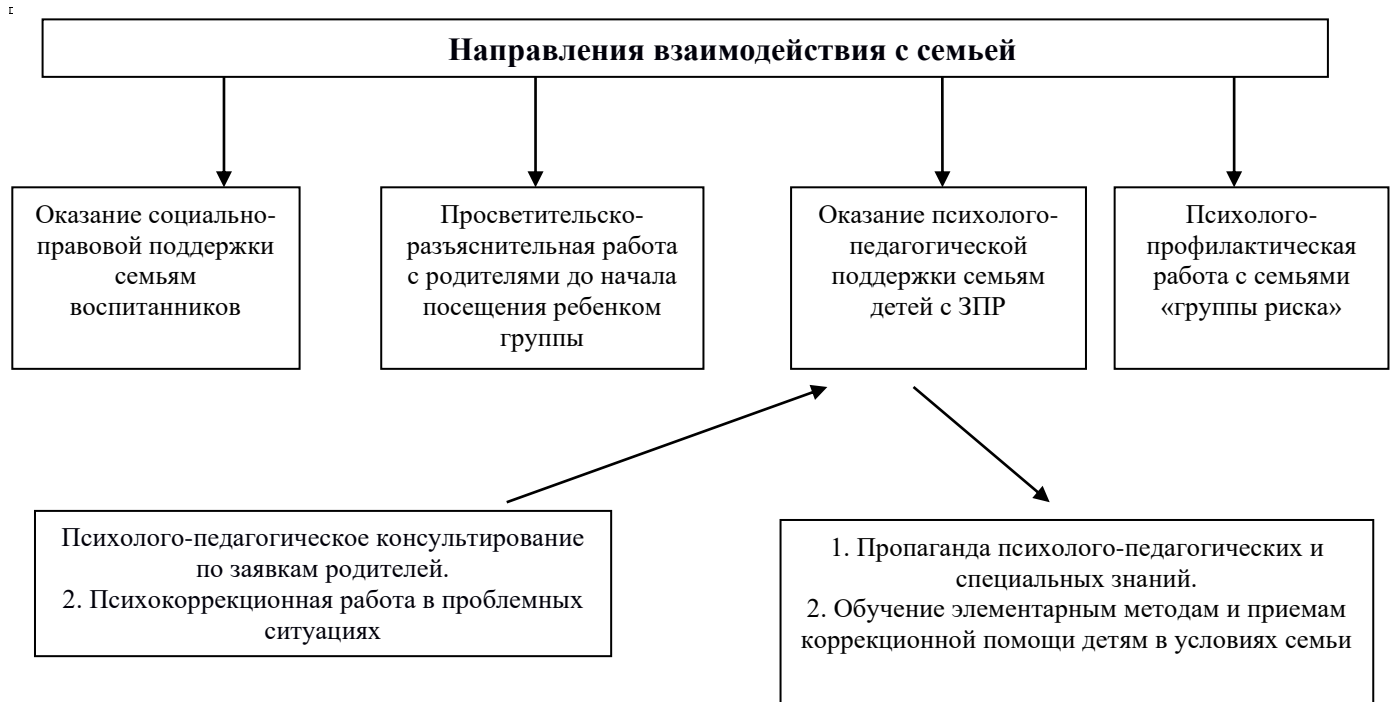 Направления взаимодействия с семьей
Оказание социально-
правовой поддержки
семьям
воспитанников
Просветительско-
разъяснительная работа
с родителями до начала
посещения ребенком
группы
Оказание психолого-
педагогической
поддержки семьям
детей с ЗПР
Психолого-
профилактическая
работа с семьями
«группы риска»
Психолого-педагогическое консультирование
по заявкам родителей.
2. Психокоррекционная работа в проблемных
ситуациях
1. Пропаганда психолого-педагогических и
специальных знаний.
2. Обучение элементарным методам и приемам
коррекционной помощи детям в условиях семьи